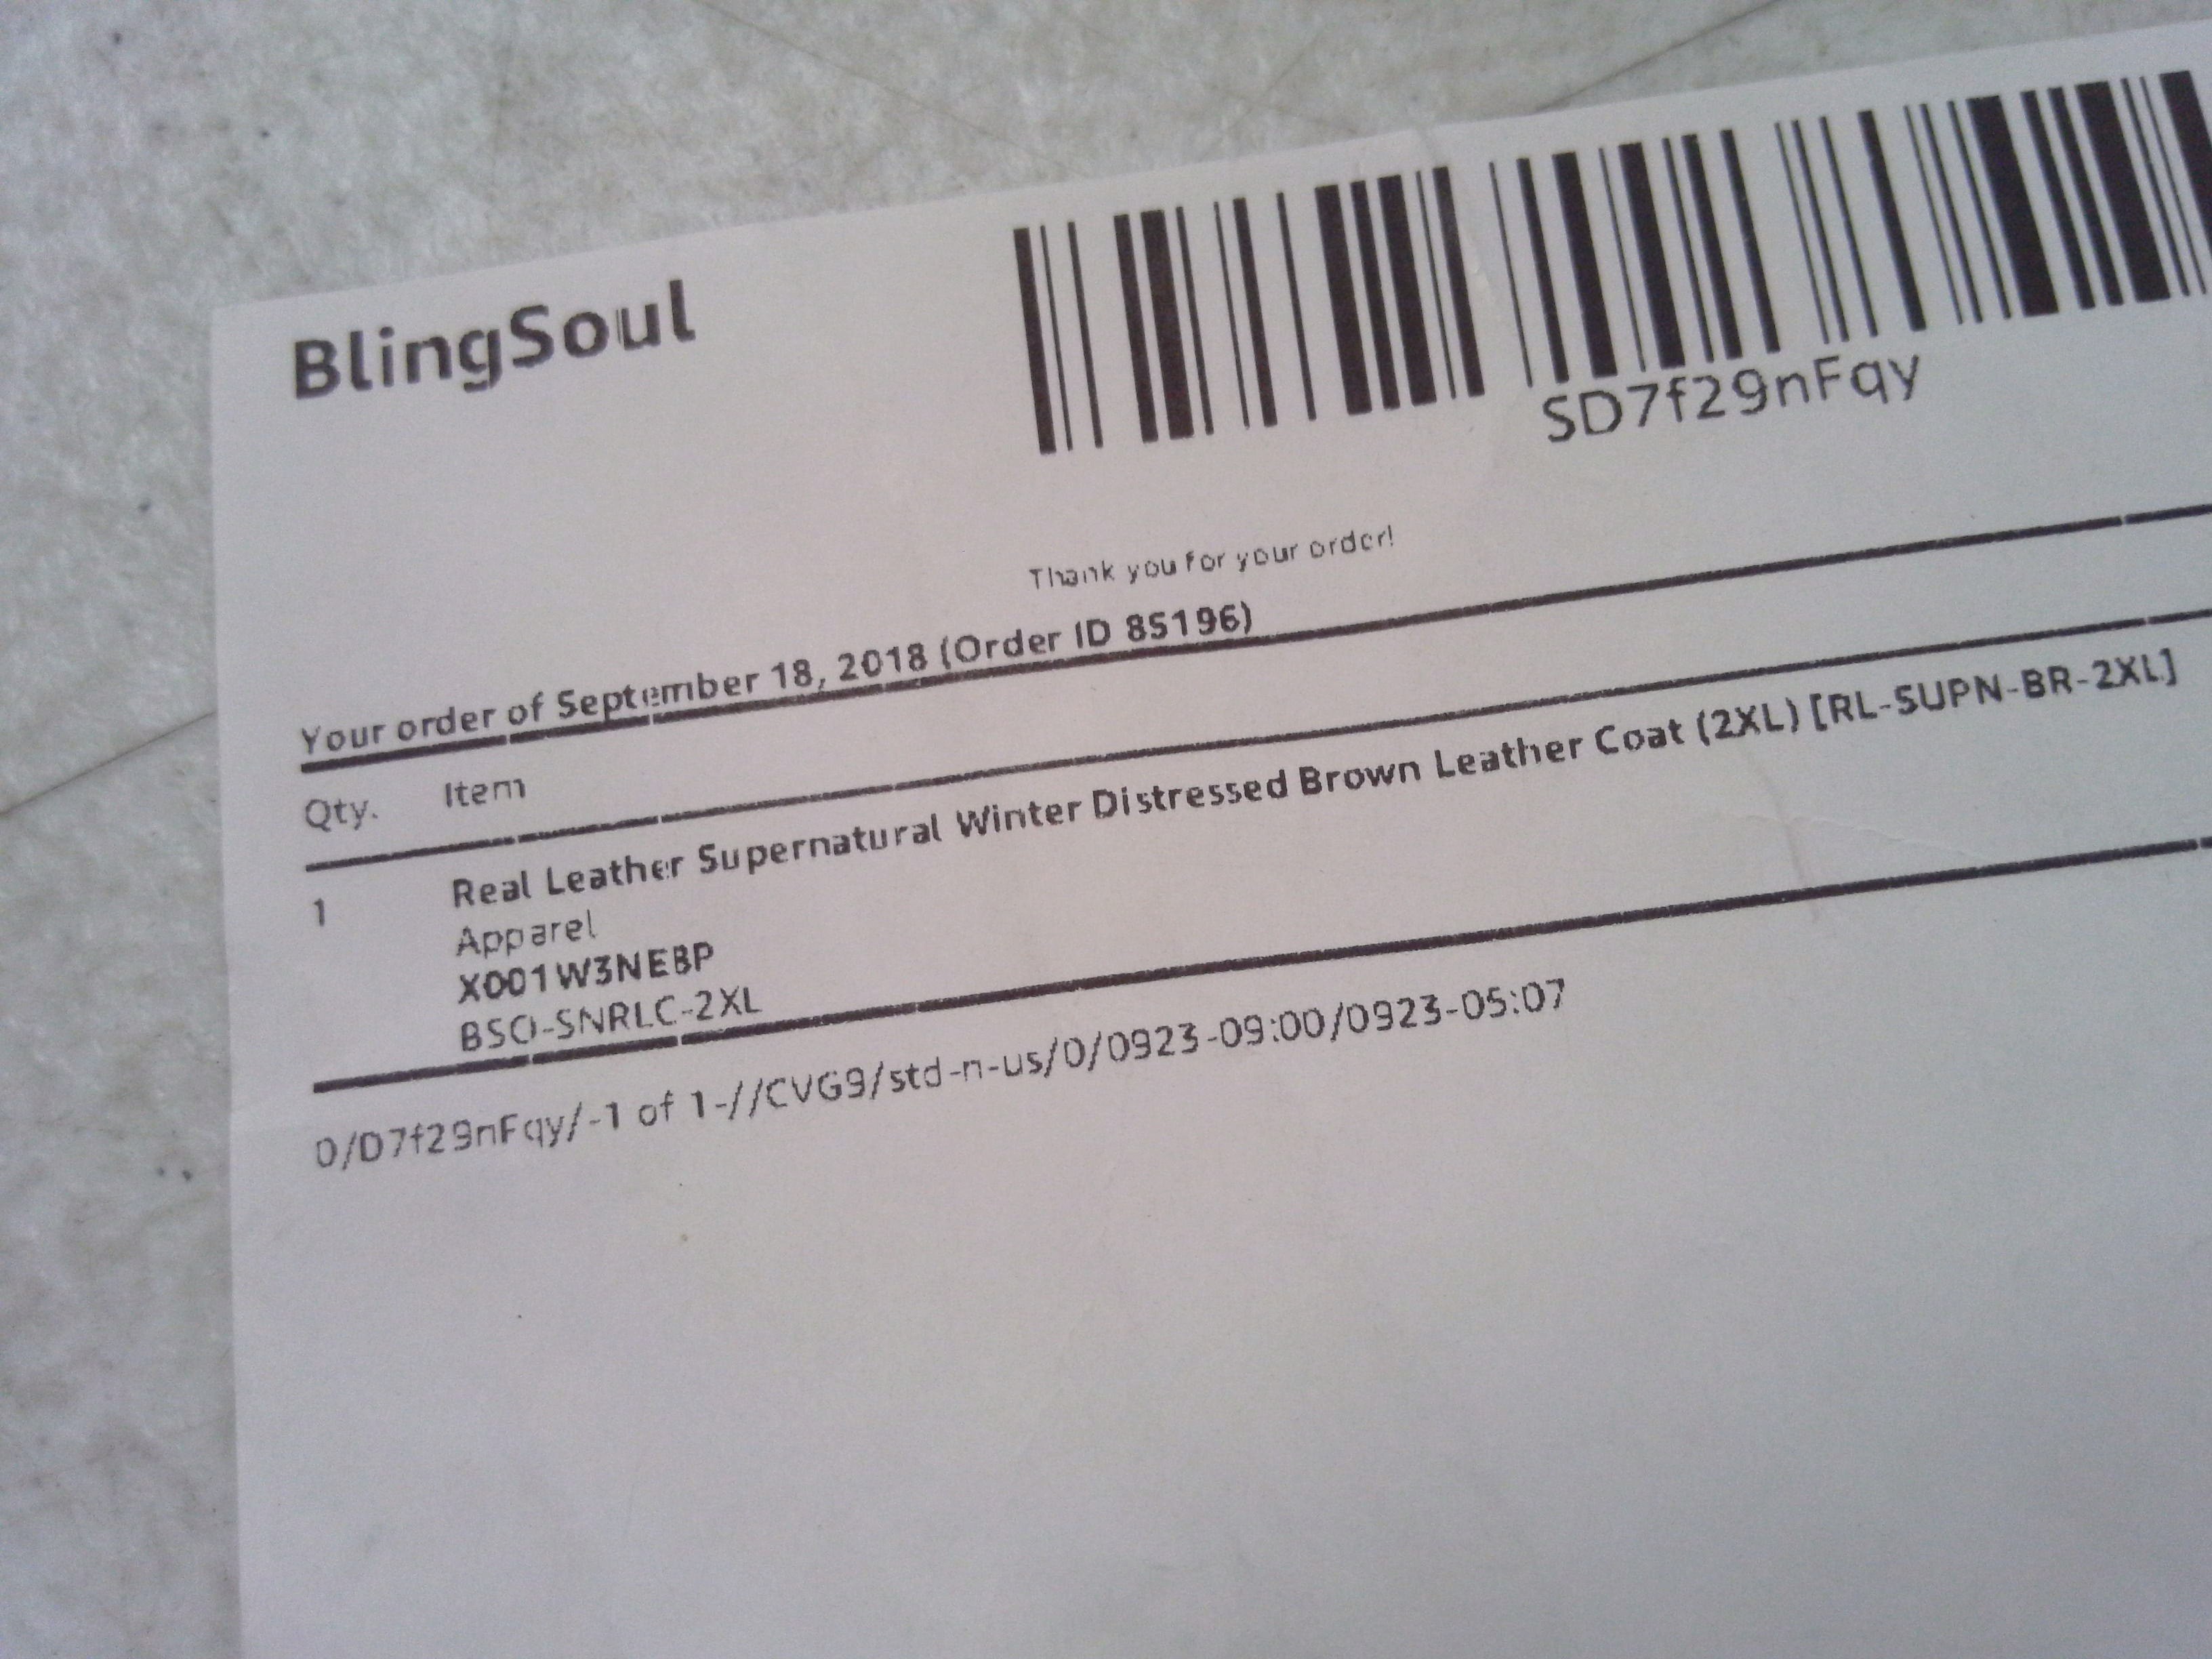 BlingSoul
SD7f29nFqy
Thank you for your order!
Your order of September 18, 2018 (Order ID 85196)
Qty. Item
1 Real Leather Supernatural Winter Distressed Brown Leather Coat (2XL) [RL-SUPN-BR-2XL]
Apparel
X001W3NEBP
BSO-SNRLC-2XL
0/D7f29nFqy/-1 of 1-//CVG9/std-n-us/0/0923-09:00/0923-05:07